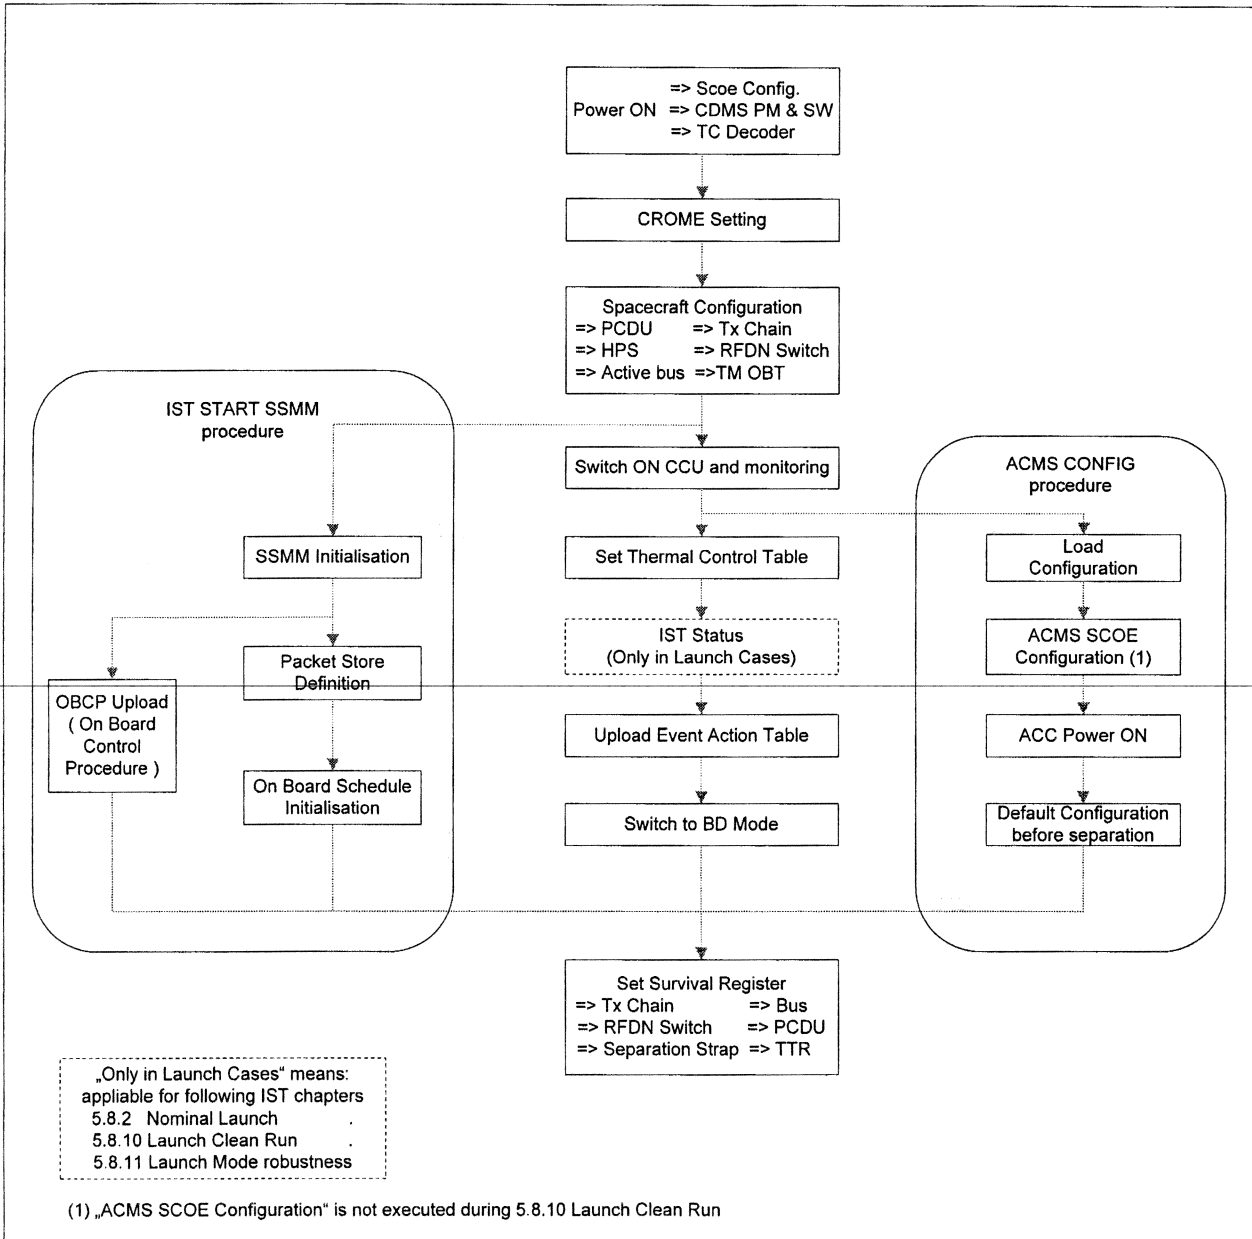 => Scoe Config.
Power ON => CDMS PM & SW
=> TC Decoder
CROME Setting
Spacecraft Configuration
=> PCDU => Tx Chain
=> HPS => RFDN Switch
=> Active bus =>TM OBT
IST START SSMM
procedure
Switch ON CCU and monitoring
ACMS CONFIG
procedure
SSMM Initialisation
Set Thermal Control Table
Load
Configuration
IST Status
(Only in Launch Cases)
ACMS SCOE
Configuration (1)
Packet Store
Definition
OBCP Upload
( On Board
Control
Procedure )
Upload Event Action Table
ACC Power ON
On Board Schedule
Initialisation
Switch to BD Mode
Default Configuration
before separation
Set Survival Register
=> Tx Chain => Bus
=> RFDN Switch => PCDU
=> Separation Strap => TTR
„Only in Launch Cases“ means:
appliable for following IST chapters
5.8.2 Nominal Launch .
5.8.10 Launch Clean Run .
5.8.11 Launch Mode robustness
(1) „ACMS SCOE Configuration“ is not executed during 5.8.10 Launch Clean Run